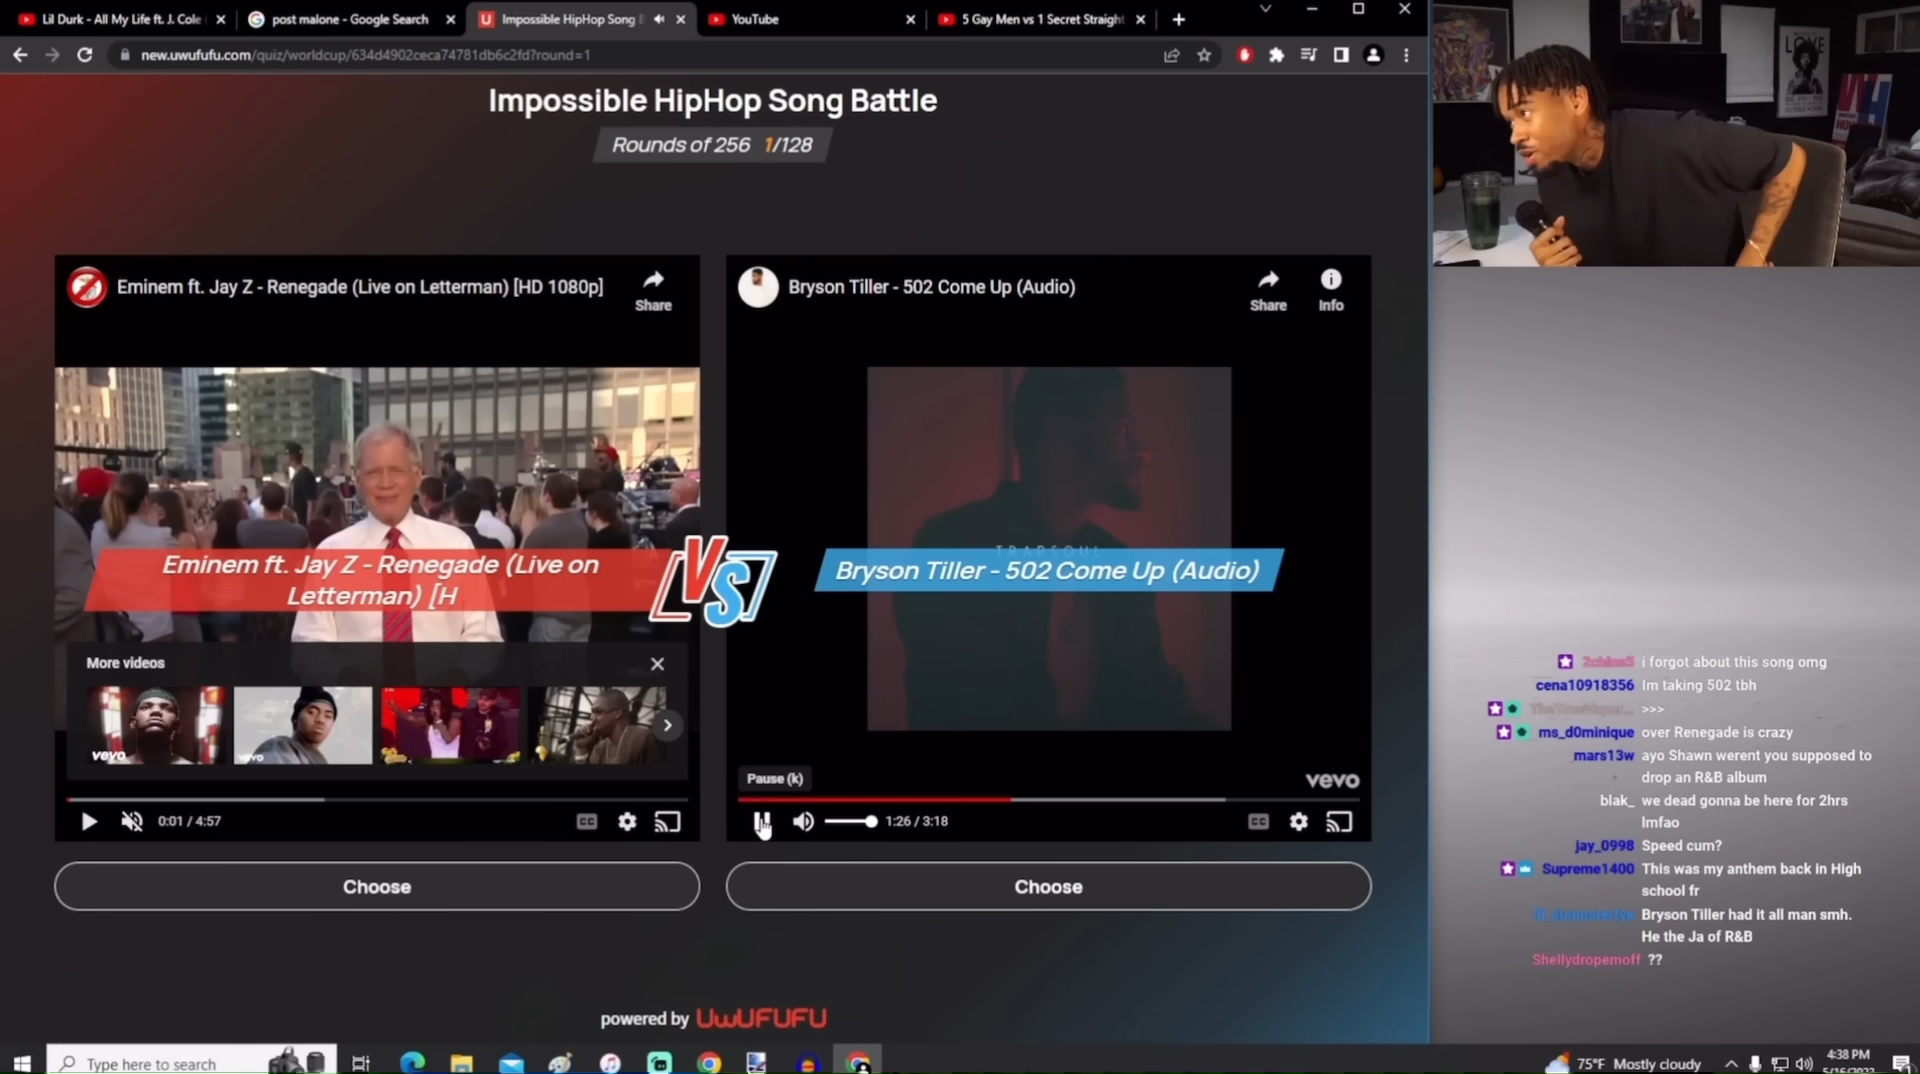 Lil Durk - All My Life ft. J. Cole
post malone - Google Search
Impossible HipHop Song
YouTube
5 Gay Men vs 1 Secret Straight
new.uwufufu.com/quiz/worldcup/634d4902ceca74781db6c2fd?round=1
Impossible HipHop Song Battle
Rounds of 256 1/128
Eminem ft. Jay Z - Renegade (Live on Letterman) [HD 1080p]
Share
Bryson Tiller - 502 Come Up (Audio)
Share
Info
LOVE
TRAPSOUL
Eminem ft. Jay Z - Renegade (Live on
Letterman) [H
VS
Bryson Tiller - 502 Come Up (Audio)
More videos
vevo
vevo
Pause (k)
vevo
0:01 / 4:57
CC
1:26 / 3:18
CC
Choose
Choose
powered by UwUFUFU
2chins5 i forgot about this song omg
cena10918356 Im taking 502 tbh
>>>
ms_d0minique over Renegade is crazy
mars13w ayo Shawn werent you supposed to
drop an R&B album
blak_ we dead gonna be here for 2hrs
lmfao
jay_0998 Speed cum?
Supreme1400 This was my anthem back in High
school fr
Bryson Tiller had it all man smh.
He the Ja of R&B
Shellydropemoff ??
Type here to search
75°F Mostly cloudy
4:38 PM